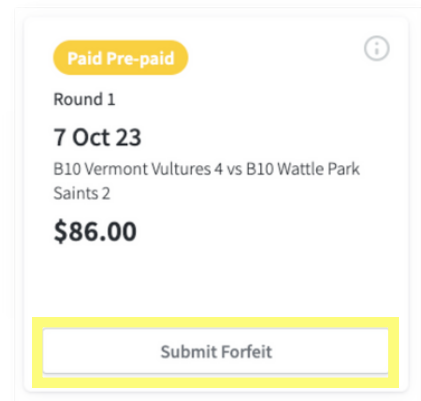 Paid Pre-paid
Round 1
7 Oct 23
B10 Vermont Vultures 4 vs B10 Wattle Park
Saints 2
$86.00
Submit Forfeit